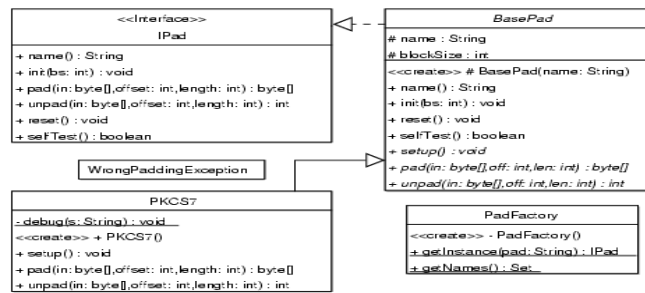 <<Interface>>
IPad
+ name() : String
+ init(bs: int) : void
+ pad(in: byte[],offset: int,length: int) : byte[]
+ unpad(in: byte[],offset: int,length: int) : int
+ reset() : void
+ selfTest() : boolean
BasePad
# name : String
# blockSize : int
<<create>> # BasePad(name: String)
+ name() : String
+ init(bs: int) : void
+ reset() : void
+ selfTest() : boolean
+ setup() : void
+ pad(in: byte[],off: int,len: int) : byte[]
+ unpad(in: byte[],off: int,len: int) : int
WrongPaddingException
PKCS7
- debug(s: String) : void
<<create>> + PKCS7()
+ setup() : void
+ pad(in: byte[],offset: int,length: int) : byte[]
+ unpad(in: byte[],offset: int,length: int) : int
PadFactory
<<create>> - PadFactory()
+ getInstance(pad: String) : IPad
+ getNames() : Set